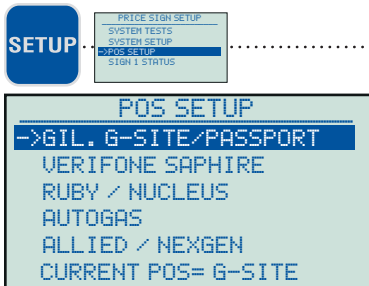 SETUP
PRICE SIGN SETUP
SYSTEM TESTS
SYSTEM SETUP
->POS SETUP
SIGN 1 STATUS
POS SETUP
->GIL. G-SITE/PASSPORT
VERIFONE SAPHIRE
RUBY / NUCLEUS
AUTOGAS
ALLIED / NEXGEN
CURRENT POS= G-SITE